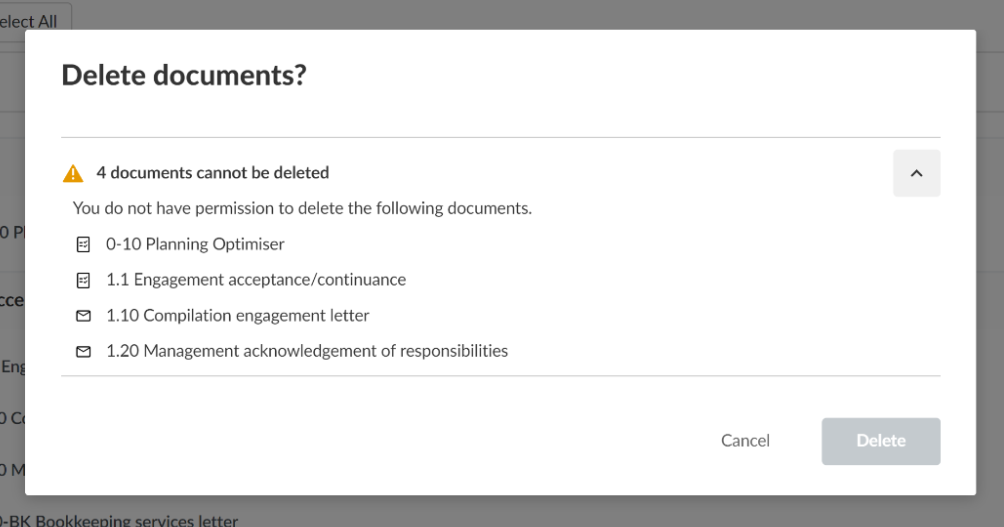 elect All
Delete documents?
4 documents cannot be deleted
You do not have permission to delete the following documents.
0 P
0-10 Planning Optimiser
1.1 Engagement acceptance/continuance
cce
1.10 Compilation engagement letter
1.20 Management acknowledgement of responsibilities
Eng
0 C
Cancel
Delete
0 M
0-BK Bookkeeping services letter